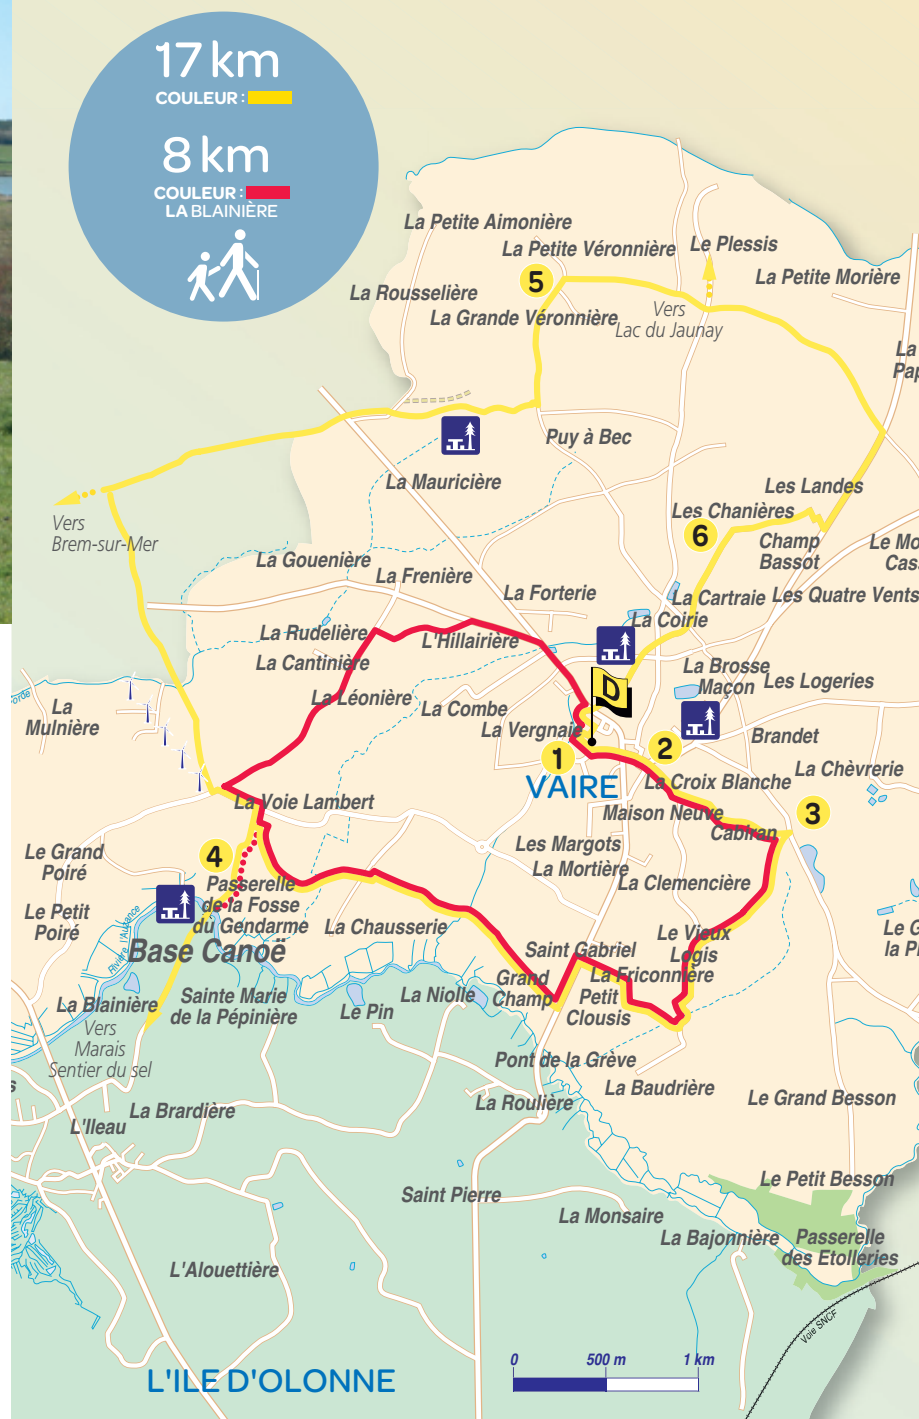 17 km
COULEUR :
8 km
COULEUR :
LA BLAINIÈRE
La Petite Aimonière
La Petite Véronnière
Le Plessis
La Petite Morière
La Rousselière
5
La Grande Véronnière
Vers
Lac du Jaunay
La
Puy à Bec
La Mauricière
Les Landes
Les Chanières
Vers
Brem-sur-Mer
6
Champ
Bassot
Le Mo
Cas
La Gouenière
La Frenière
La Forterie
La Cartraie
Les Quatre Vents
La Coirie
La Rudelière
L'Hillairière
La Cantinière
La Brosse
Maçon
Les Logeries
D
La Léonière
La Combe
La
Mulnière
La Vergnaie
Brandet
1
2
La Chèvrerie
VAIRE
La Croix Blanche
La Voie Lambert
Maison Neuve
3
Cabiran
Les Margots
La Mortière
Le Grand
Poiré
4
La Clemencière
Passerelle
de la Fosse
du Gendarme
Le Petit
Poiré
La Chausserie
Rivière l'Auzance
Base Canoë
Le Vieux
Logis
Le G
la P
Saint Gabriel
La Friconnière
Grand
Champ
Petit
Clousis
La Blainière
Sainte Marie
de la Pépinière
Le Pin
La Niolle
Vers
Marais
Sentier du sel
Pont de la Grève
La Baudrière
Le Grand Besson
La Roulière
La Brardière
L'Ileau
Le Petit Besson
Saint Pierre
La Monsaire
La Bajonnière
Passerelle
des Etolleries
L'Alouettière
Voie SNCF
0 500 m 1 km
L'ILE D'OLONNE